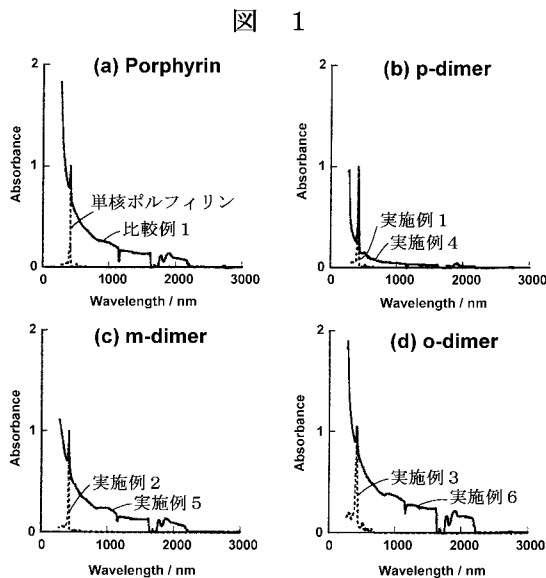 図 1
(a) Porphyrin
2
1
0
Absorbance
単核ポルフィリン
比較例1
0 1000 2000 3000
Wavelength / nm
(b) p-dimer
2
1
0
Absorbance
実施例1
実施例4
0 1000 2000 3000
Wavelength / nm
(c) m-dimer
2
1
0
Absorbance
実施例2
実施例5
0 1000 2000 3000
Wavelength / nm
(d) o-dimer
2
1
0
Absorbance
実施例3
実施例6
0 1000 2000 3000
Wavelength / nm